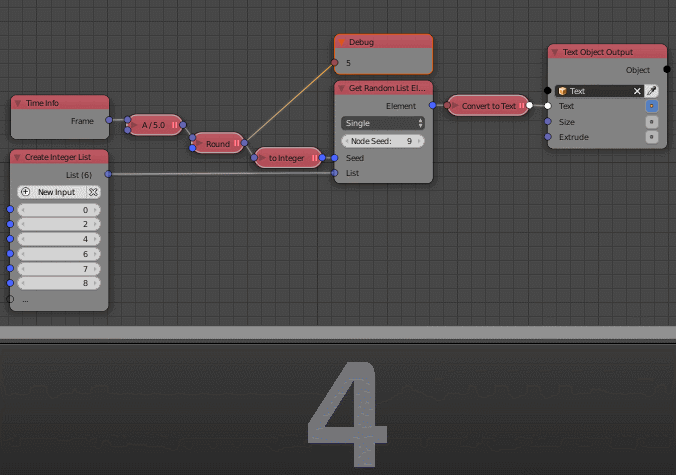 Debug
5
Text Object Output
Object
Text
Text
Size
Extrude
Get Random List El...
Element
Single
Node Seed: 9
Seed
List
Convert to Text
Time Info
Frame
A / 5.0
Round
to Integer
Create Integer List
List (6)
New Input
0
2
4
6
7
8
...
4